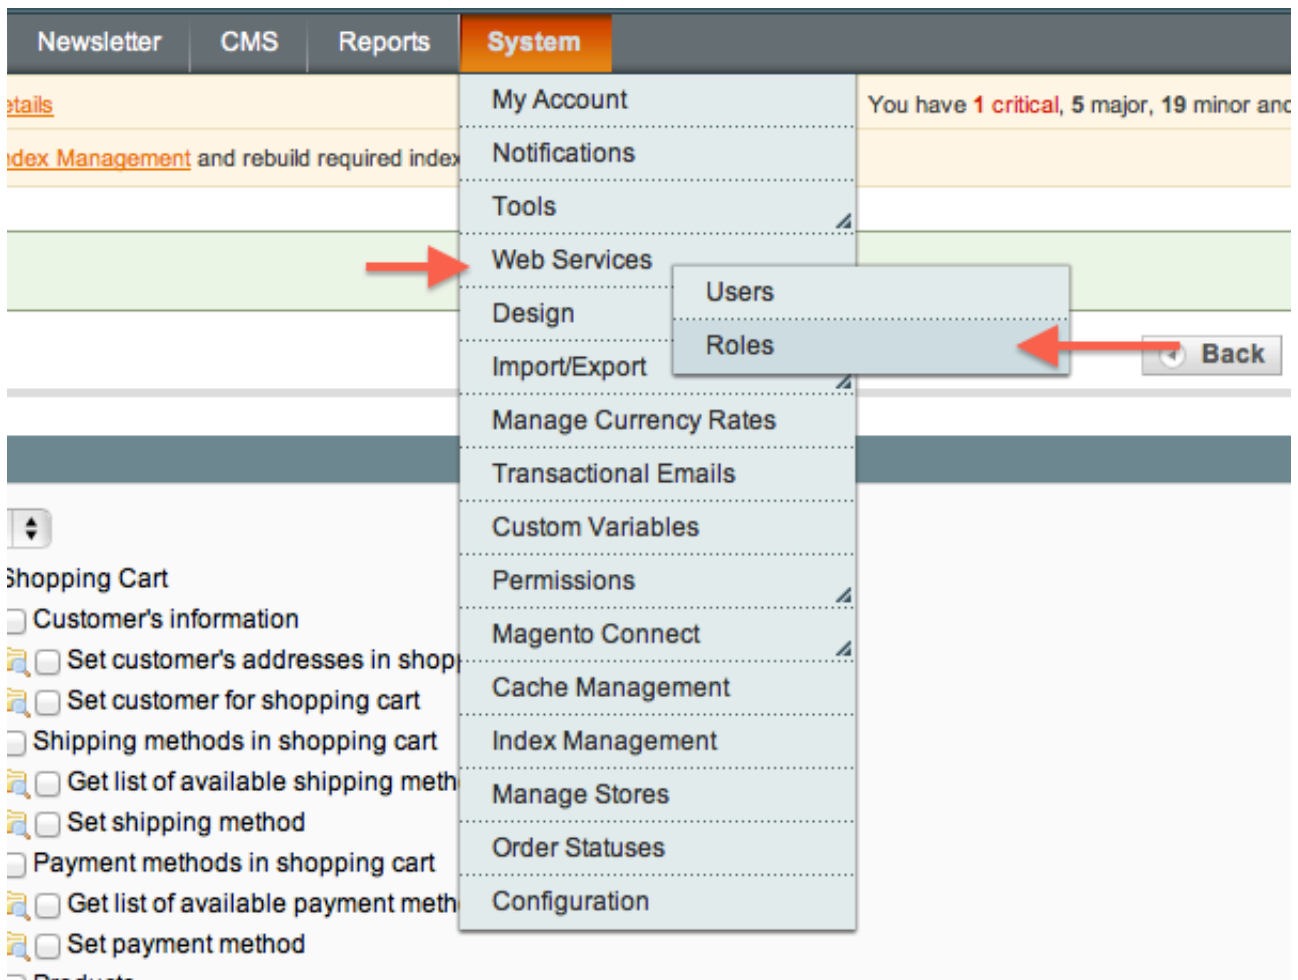 Newsletter CMS Reports System
etails
You have 1 critical, 5 major, 19 minor and
ndex Management and rebuild required index
My Account
Notifications
Tools
Web Services
Users
Design
Roles
Back
Import/Export
Manage Currency Rates
Transactional Emails
Custom Variables
Permissions
Magento Connect
Cache Management
Index Management
Manage Stores
Order Statuses
Configuration
Shopping Cart
Customer's information
Set customer's addresses in shopp
Set customer for shopping cart
Shipping methods in shopping cart
Get list of available shipping meth
Set shipping method
Payment methods in shopping cart
Get list of available payment meth
Set payment method
Products